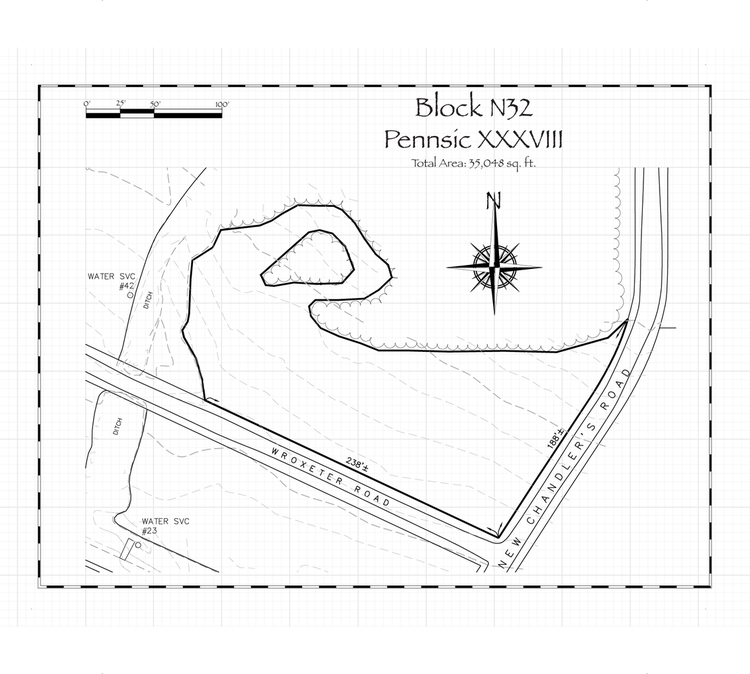 0' 25' 50' 100'
Block N32
Pennsic XXXVIII
Total Area: 35,048 sq. ft.
N
WATER SVC
#42
DITCH
DITCH
238'±
188'±
WROXETER ROAD
NEW CHANDLER'S ROAD
WATER SVC
#23